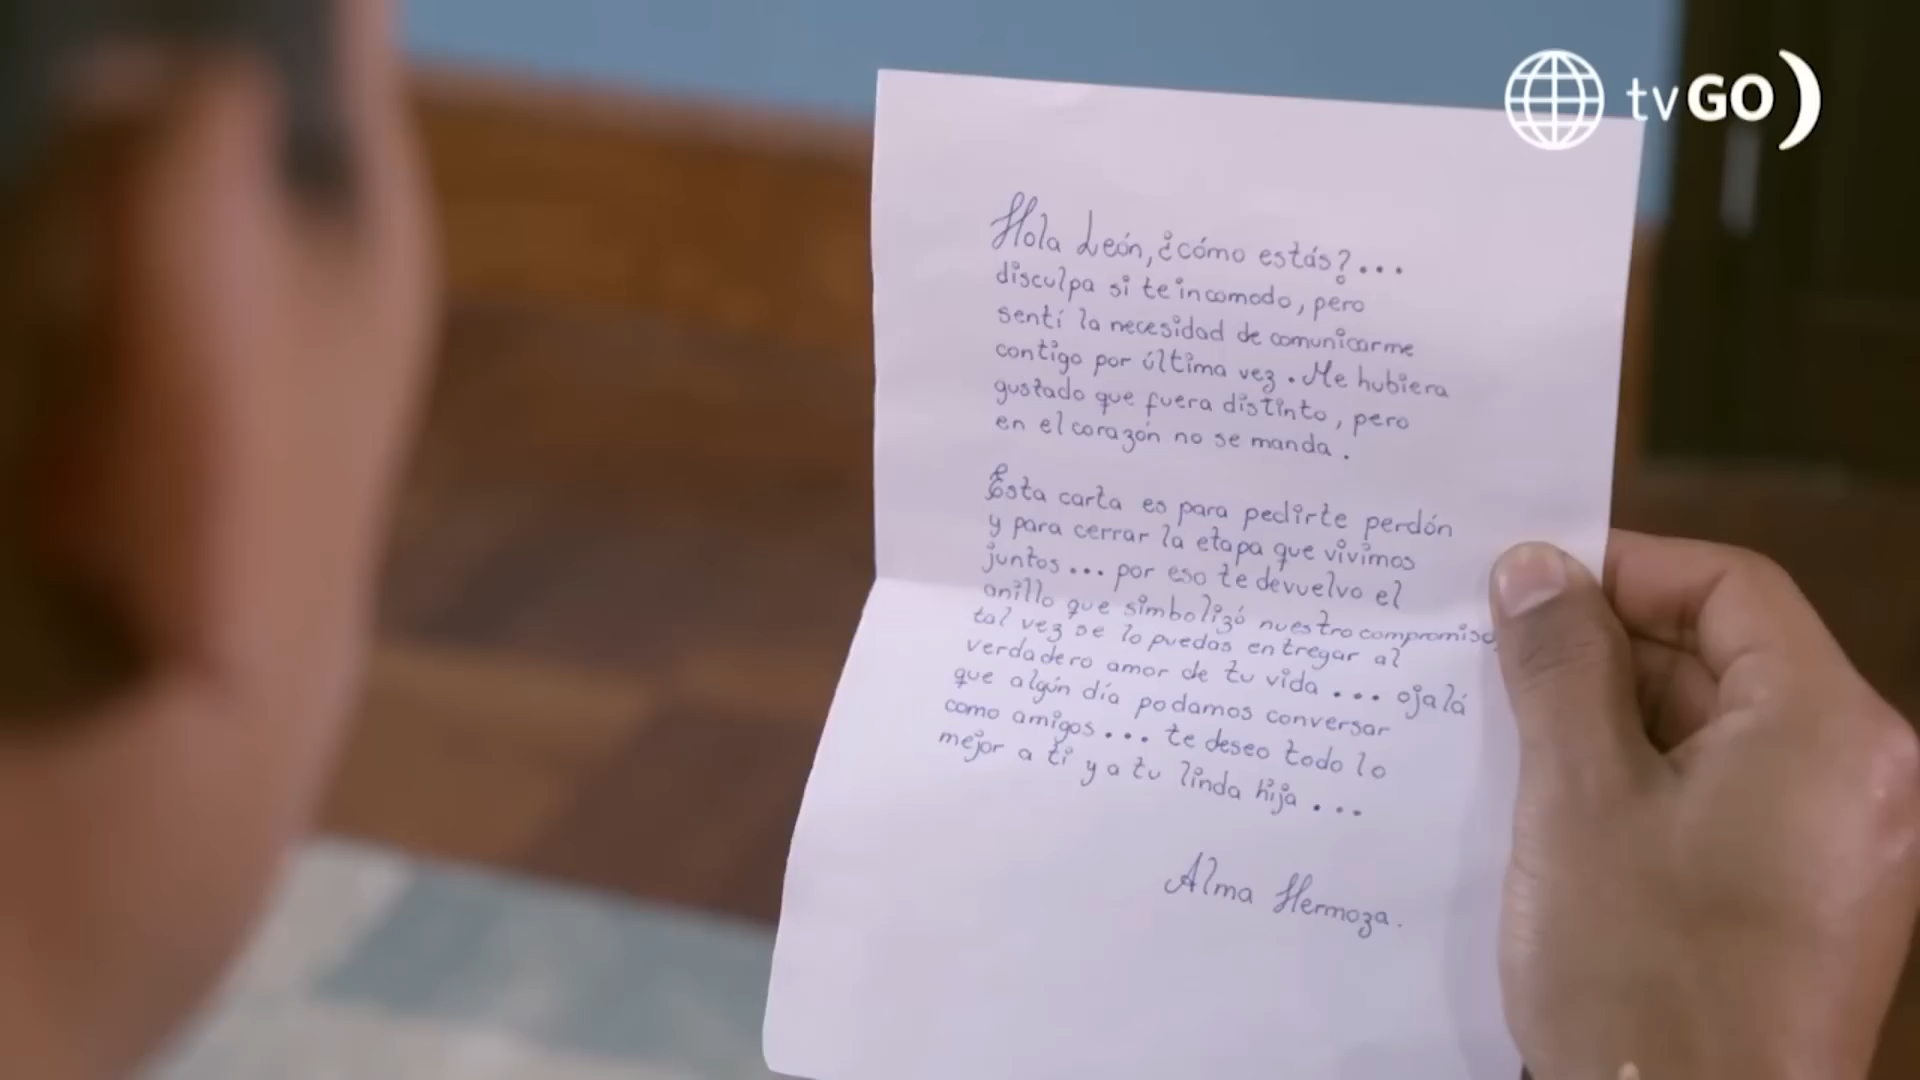 tvGO
Hola León, ¿cómo estás?...
disculpa si te incomodo, pero
sentí la necesidad de comunicarme
contigo por última vez. Me hubiera
gustado que fuera distinto, pero
en el corazón no se manda.
Esta carta es para pedirte perdón
y para cerrar la etapa que vivimos
juntos... por eso te devuelvo el
anillo que simbolizó nuestro compromiso,
tal vez se lo puedas entregar al
verdadero amor de tu vida... ojalá
que algún día podamos conversar
como amigos... te deseo todo lo
mejor a ti y a tu linda hija...
Alma Hermoza.